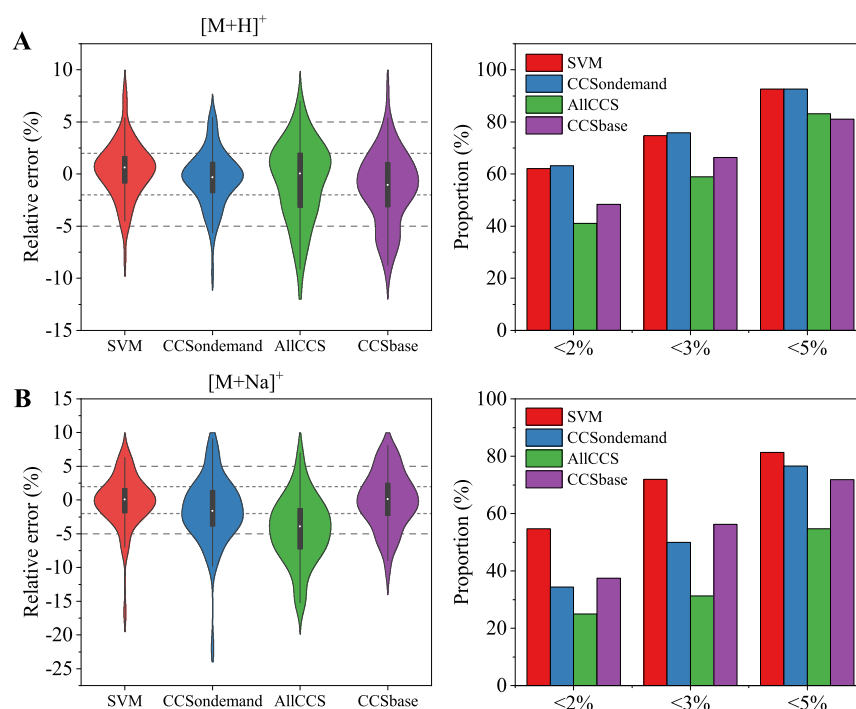 A
[M+H]+
Relative error (%)
10
5
0
-5
-10
-15
SVM CCSondemand AllCCS CCSbase
Proportion (%)
100
80
60
40
20
0
SVM
CCSondemand
AllCCS
CCSbase
<2% <3% <5%
B
[M+Na]+
Relative error (%)
15
10
5
0
-5
-10
-15
-20
-25
SVM CCSondemand AllCCS CCSbase
Proportion (%)
100
80
60
40
20
0
SVM
CCSondemand
AllCCS
CCSbase
<2% <3% <5%